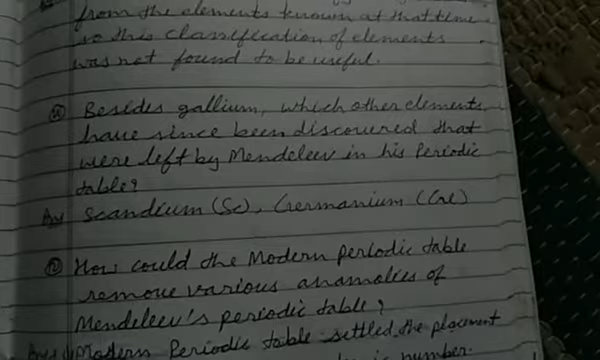 from the elements known at that time
so this classification of elements
was not found to be useful.
Besides gallium, which other elements
have since been discovered that
were left by Mendeleev in his Periodic
table?
Ans Scandium (Sc), Germanium (Ge)
How could the Modern Periodic table
remove various anamolies of
Mendeleev's periodic table?
Modern Periodic table settled the placement
number.